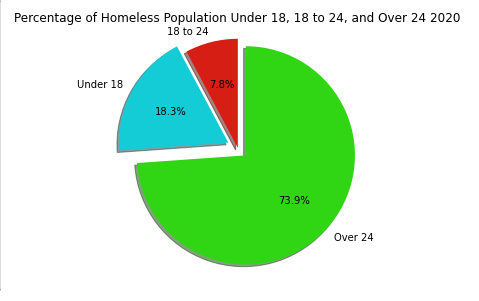 Percentage of Homeless Population Under 18, 18 to 24, and Over 24 2020
18 to 24
Under 18
7.8%
18.3%
73.9%
Over 24